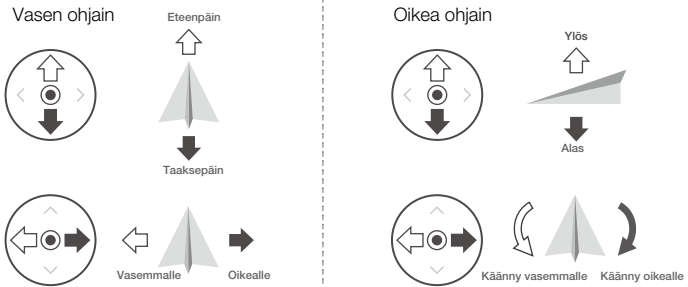 Vasen ohjain
Eteenpäin
Taaksepäin
Vasemmalle
Oikealle
Oikea ohjain
Ylös
Alas
Käänny vasemmalle
Käänny oikealle